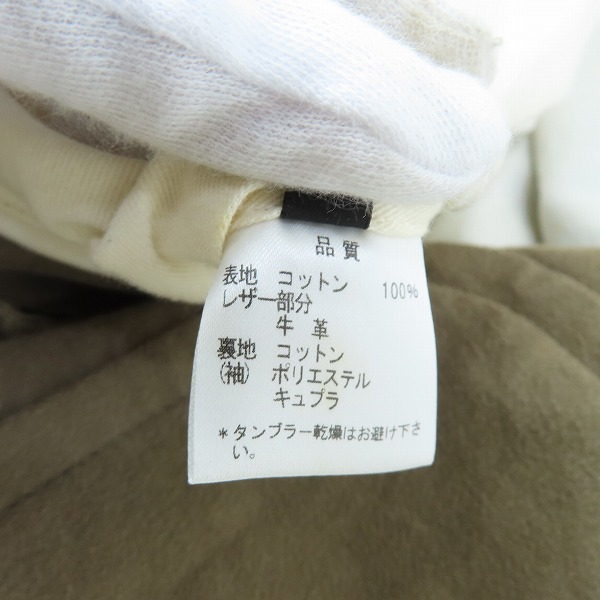 品質
表地 コットン 100%
レザー部分
牛革
裏地 コットン
(袖) ポリエステル
キュプラ
*タンブラー乾燥はお避け下さ
い。